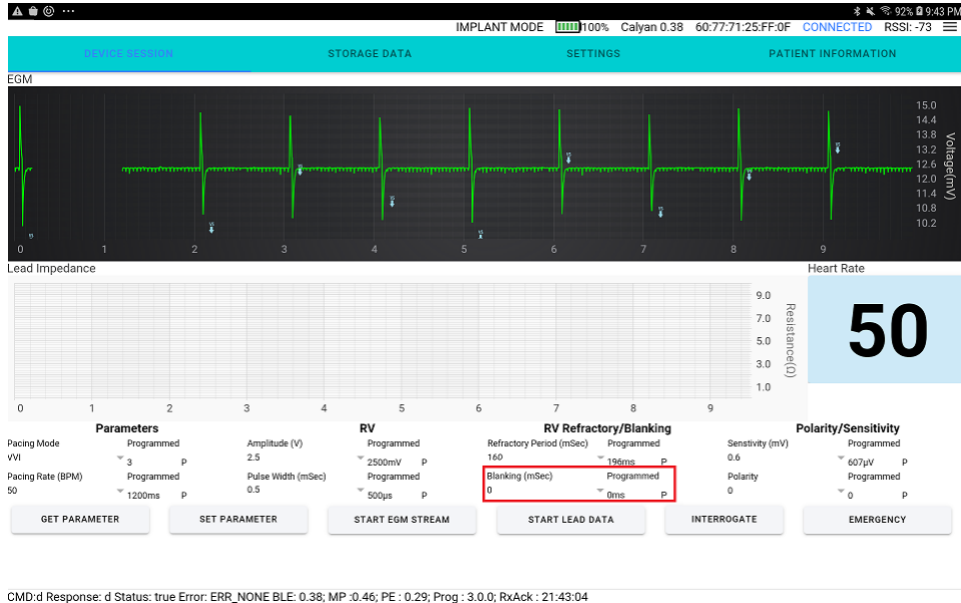 92% 9:43 PM
IMPLANT MODE 100% Calyan 0.38 60:77:71:25:FF:0F CONNECTED RSSI: -73
DEVICE SESSION STORAGE DATA SETTINGS PATIENT INFORMATION
EGM
15.0
14.4
13.8
13.2
12.6
12.0
11.4
10.8
10.2
Voltage(mV)
0 1 2 3 4 5 6 7 8 9
Lead Impedance
9.0
7.0
5.0
3.0
1.0
Resistance(Ω)
0 1 2 3 4 5 6 7 8 9
Heart Rate
50
Parameters RV RV Refractory/Blanking Polarity/Sensitivity
Pacing Mode Programmed Amplitude (V) Programmed Refractory Period (mSec) Programmed Senstivity (mV) Programmed
VVI 3 P 2.5 2500mV P 160 196ms P 0.6 607µV P
Pacing Rate (BPM) Programmed Pulse Width (mSec) Programmed Blanking (mSec) Programmed Polarity Programmed
50 1200ms P 0.5 500µs P 0 0ms P 0 0 P
GET PARAMETER SET PARAMETER START EGM STREAM START LEAD DATA INTERROGATE EMERGENCY
CMD:d Response: d Status: true Error: ERR_NONE BLE: 0.38; MP :0.46; PE : 0.29; Prog : 3.0.0; RxAck : 21:43:04